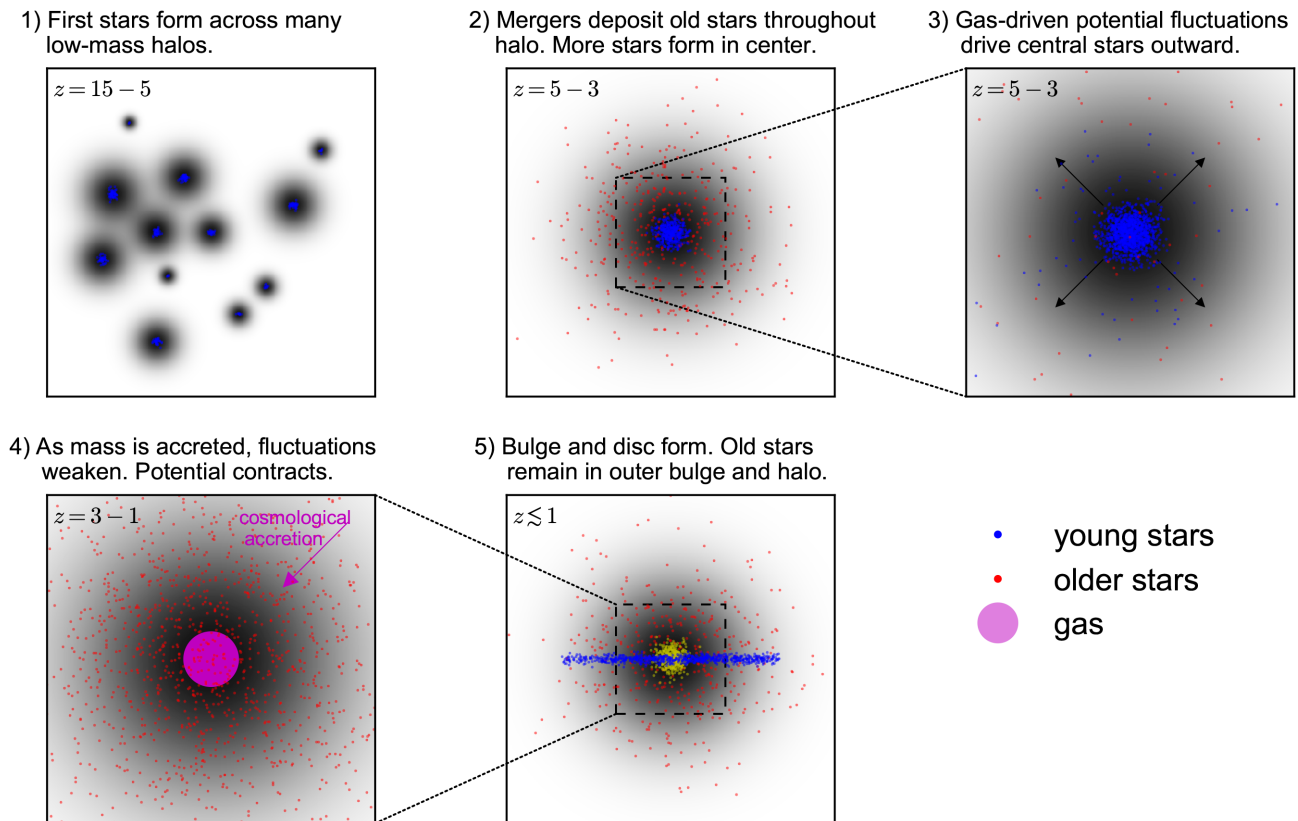 1) First stars form across many
low-mass halos.
z = 15 − 5
2) Mergers deposit old stars throughout
halo. More stars form in center.
z = 5 − 3
3) Gas-driven potential fluctuations
drive central stars outward.
z = 5 − 3
4) As mass is accreted, fluctuations
weaken. Potential contracts.
z = 3 − 1
cosmological
accretion
5) Bulge and disc form. Old stars
remain in outer bulge and halo.
z ≲ 1
young stars
older stars
gas